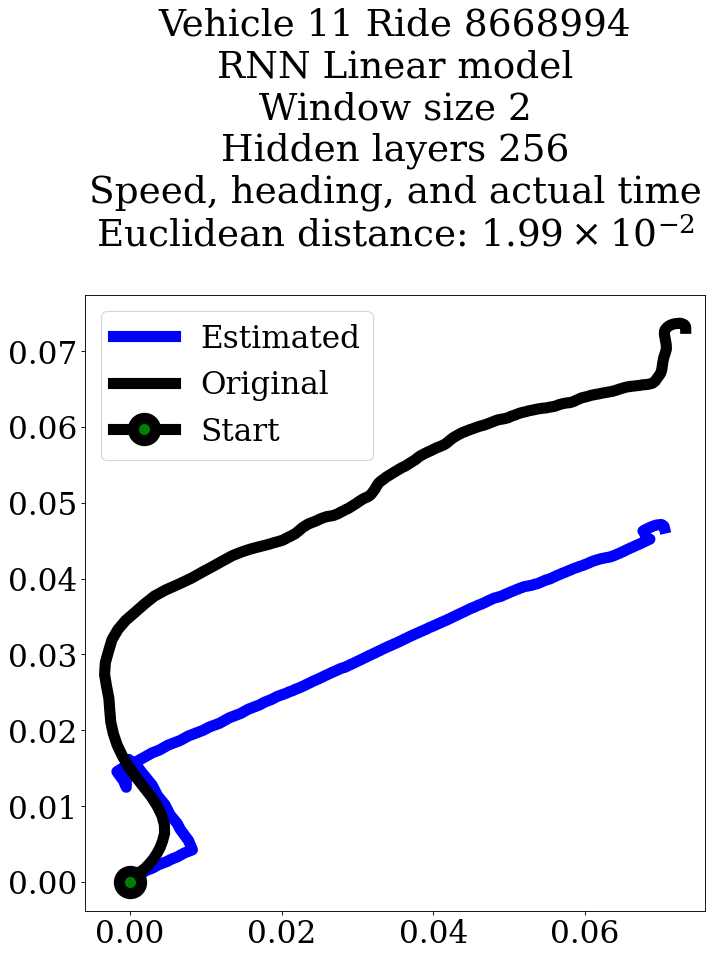 Vehicle 11 Ride 8668994
RNN Linear model
Window size 2
Hidden layers 256
Speed, heading, and actual time
Euclidean distance: 1.99 × 10⁻²
Estimated
Original
Start
0.07
0.06
0.05
0.04
0.03
0.02
0.01
0.00
0.00 0.02 0.04 0.06